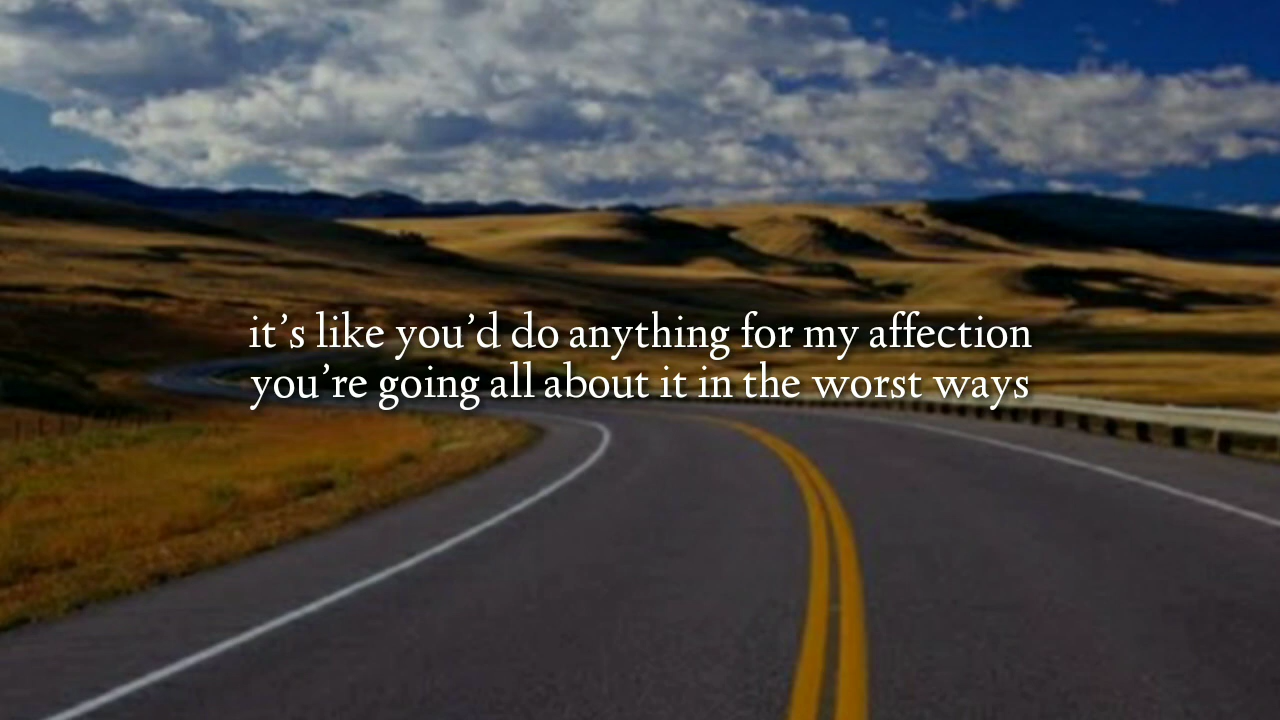 it’s like you’d do anything for my affection
you’re going all about it in the worst ways